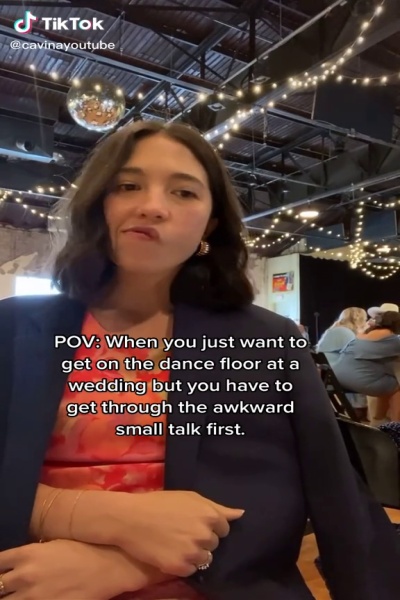 TikTok
@cavinayoutube
POV: When you just want to
get on the dance floor at a
wedding but you have to
get through the awkward
small talk first.